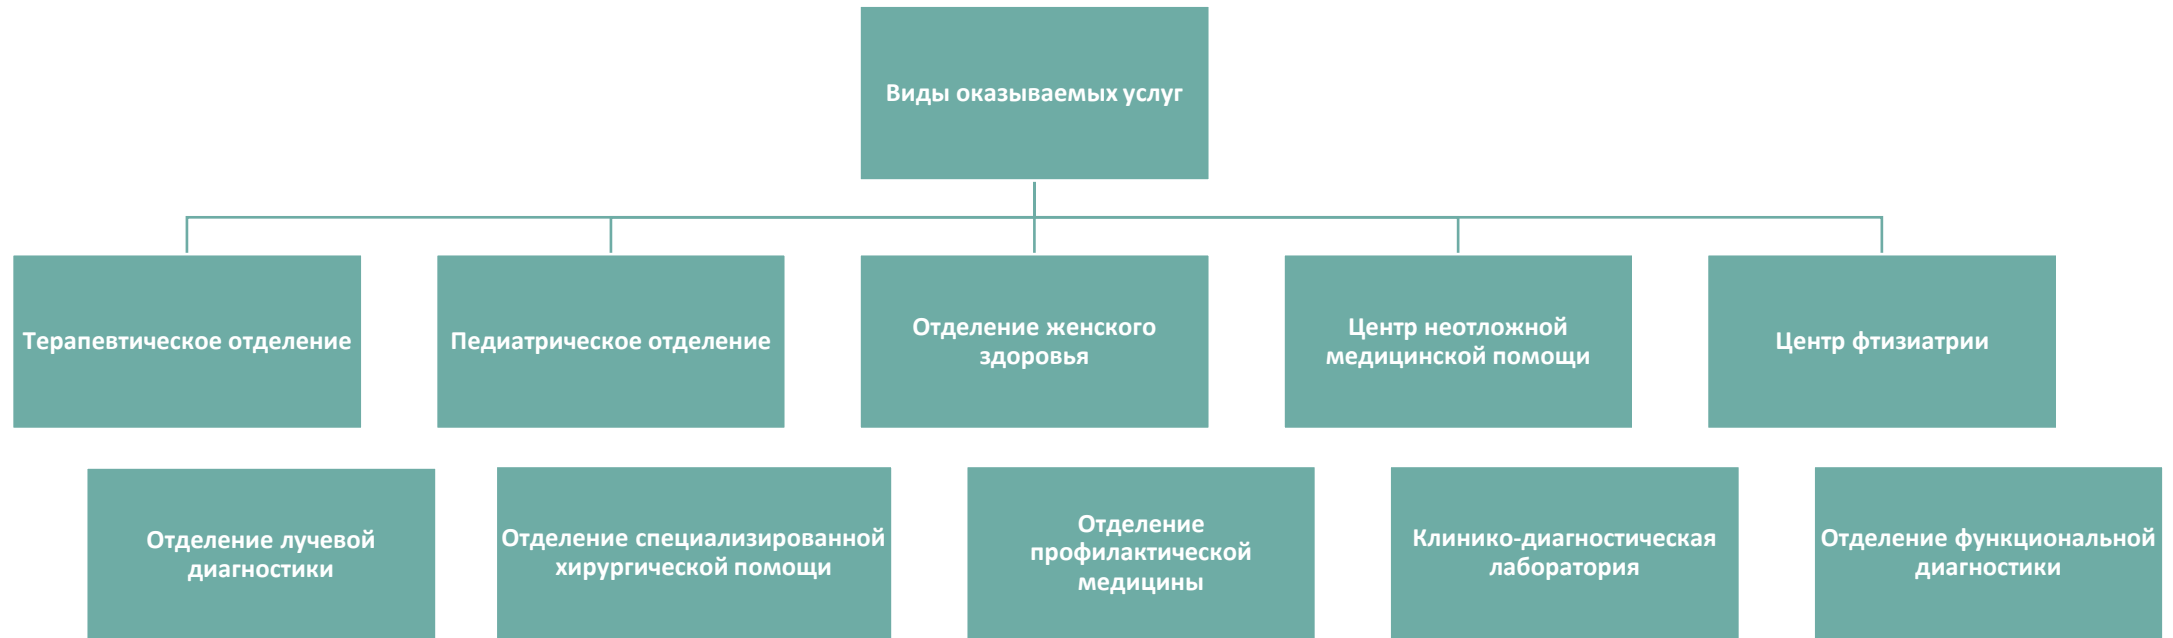 Виды оказываемых услуг
Терапевтическое отделение
Педиатрическое отделение
Отделение женского
здоровья
Центр неотложной
медицинской помощи
Центр фтизиатрии
Отделение лучевой
диагностики
Отделение специализированной
хирургической помощи
Отделение
профилактической
медицины
Клинико-диагностическая
лаборатория
Отделение функциональной
диагностики